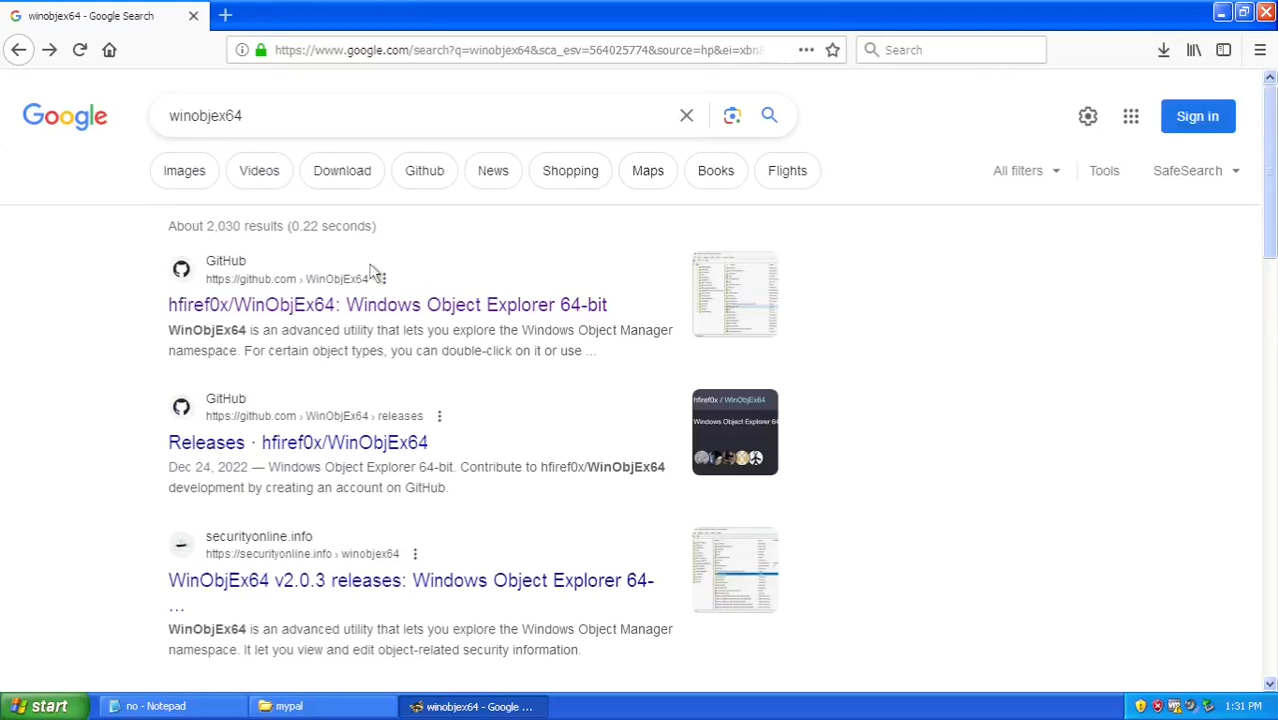 winobjex64 - Google Search
https://www.google.com/search?q=winobjex64&sca_esv=564025774&source=hp&ei=xbn
Search
Google
winobjex64
Sign in
Images
Videos
Download
Github
News
Shopping
Maps
Books
Flights
All filters
Tools
SafeSearch
About 2,030 results (0.22 seconds)
GitHub
https://github.com › WinObjEx64
hfiref0x/WinObjEx64: Windows Object Explorer 64-bit
WinObjEx64 is an advanced utility that lets you explore the Windows Object Manager
namespace. For certain object types, you can double-click on it or use ...
GitHub
https://github.com › WinObjEx64 › releases
Releases · hfiref0x/WinObjEx64
Dec 24, 2022 — Windows Object Explorer 64-bit. Contribute to hfiref0x/WinObjEx64
development by creating an account on GitHub.
hfiref0x / WinObjEx64
Windows Object Explorer 64
securityonline.info
https://securityonline.info › winobjex64
WinObjEx64 v2.0.3 releases: Windows Object Explorer 64-
...
WinObjEx64 is an advanced utility that lets you explore the Windows Object Manager
namespace. It let you view and edit object-related security information.
start
no - Notepad
mypal
winobjex64 - Google ...
1:31 PM